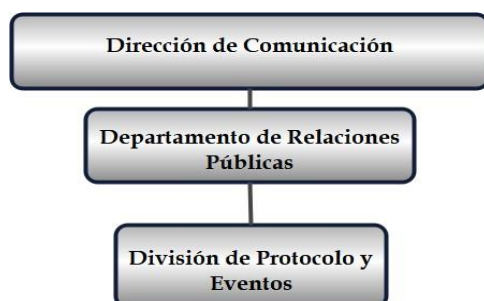 Dirección de Comunicación
Departamento de Relaciones
Públicas
División de Protocolo y
Eventos